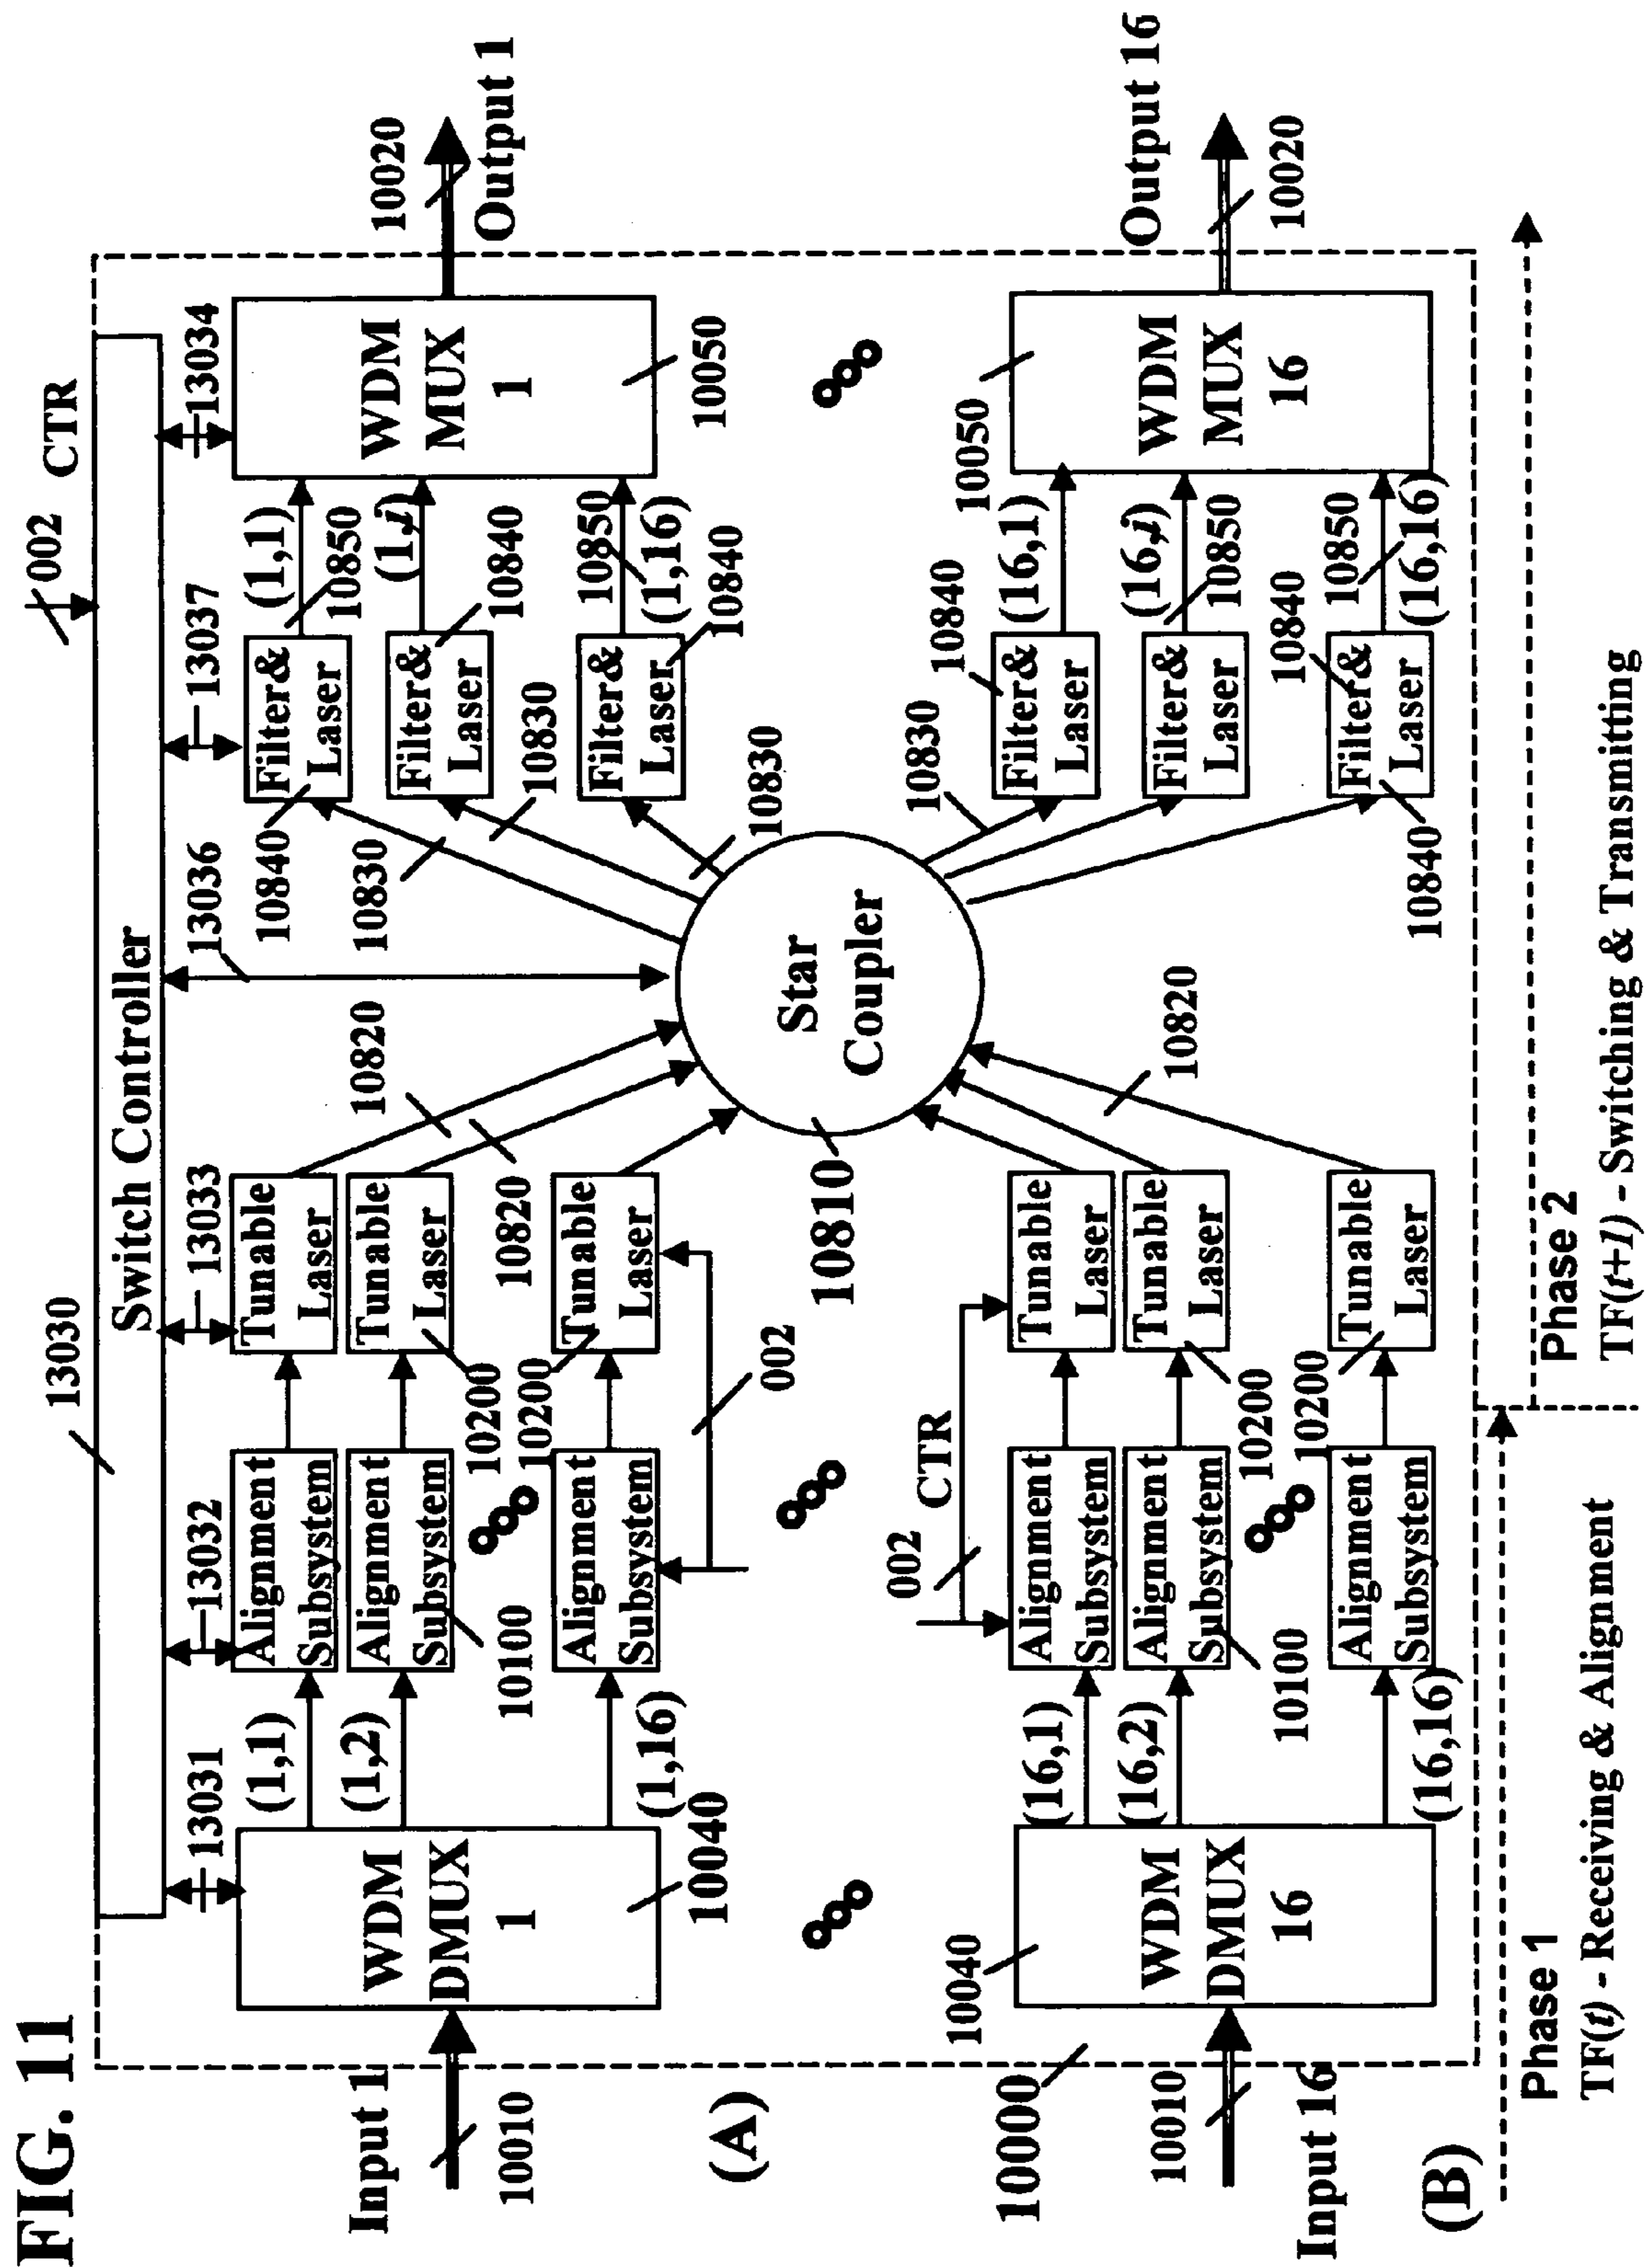 FIG. 11
13030
002 CTR
Switch Controller
13031
13032
13033
13036
13037
13034
Input 1
10010
WDM
DMUX
1
10040
(1,1)
(1,2)
(1,16)
Alignment
Subsystem
Alignment
Subsystem
10100
Alignment
Subsystem
Tunable
Laser
Tunable
Laser
10200
10200
Tunable
Laser
002
10820
10820
Star
Coupler
10810
10840
10830
10830
10830
Filter&
Laser
Filter&
Laser
Filter&
Laser
(1,1)
10850
(1,i)
10840
10850
(1,16)
10840
WDM
MUX
1
10050
10020
Output 1
(A)
10000
Input 16
10010
10040
WDM
DMUX
16
(16,1)
(16,2)
(16,16)
002
CTR
Alignment
Subsystem
Alignment
Subsystem
10100
Alignment
Subsystem
Tunable
Laser
Tunable
Laser
10200
10200
Tunable
Laser
10820
10830
10840
Filter&
Laser
Filter&
Laser
10840
Filter&
Laser
10840
(16,1)
(16,i)
10850
10850
(16,16)
10050
WDM
MUX
16
Output 16
10020
(B)
Phase 1
TF(t) - Receiving & Alignment
Phase 2
TF(t+1) - Switching & Transmitting